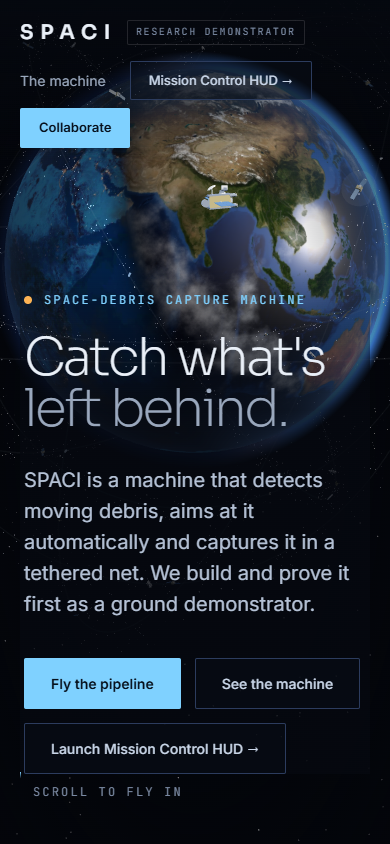 SPACI RESEARCH DEMONSTRATOR
The machine Mission Control HUD →
Collaborate
SPACE-DEBRIS CAPTURE MACHINE
Catch what's
left behind.
SPACI is a machine that detects
moving debris, aims at it
automatically and captures it in a
tethered net. We build and prove it
first as a ground demonstrator.
Fly the pipeline See the machine
Launch Mission Control HUD →
SCROLL TO FLY IN